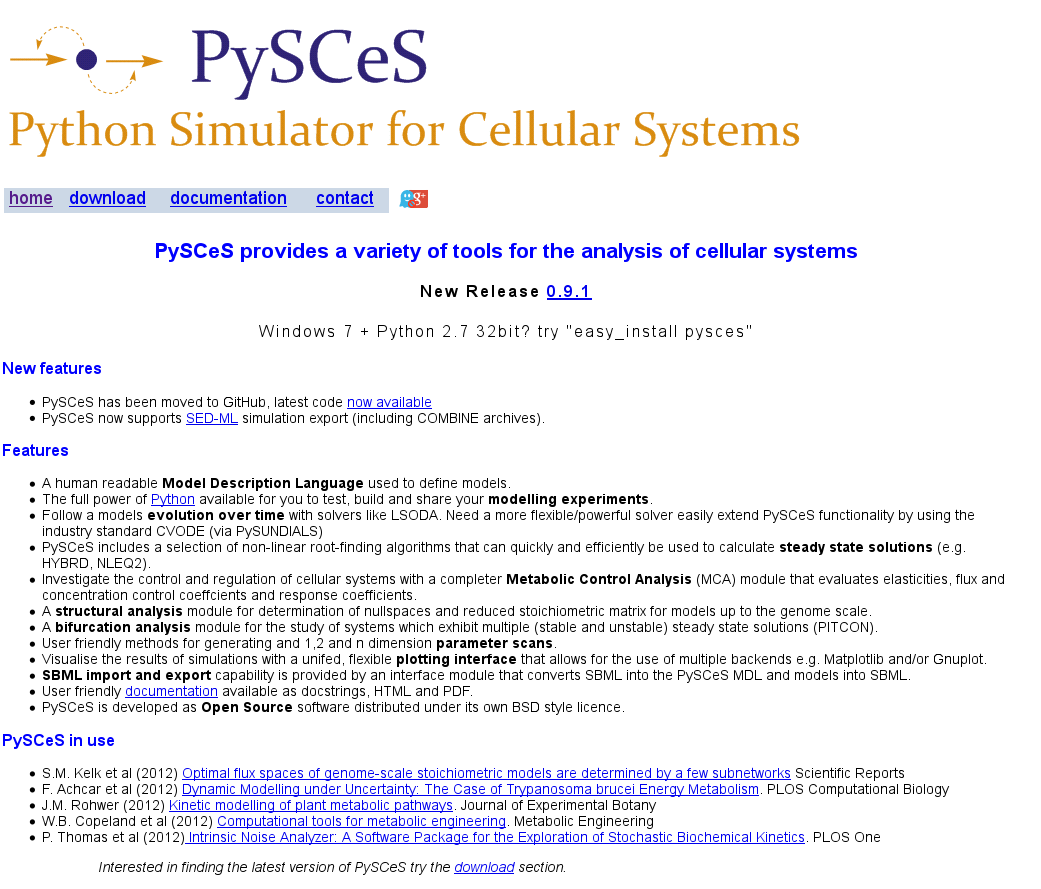 PySCeS
Python Simulator for Cellular Systems
home download documentation contact g+
PySCeS provides a variety of tools for the analysis of cellular systems
New Release 0.9.1
Windows 7 + Python 2.7 32bit? try "easy_install pysces"
New features
• PySCeS has been moved to GitHub, latest code now available
• PySCeS now supports SED-ML simulation export (including COMBINE archives).
Features
• A human readable Model Description Language used to define models.
• The full power of Python available for you to test, build and share your modelling experiments.
• Follow a models evolution over time with solvers like LSODA. Need a more flexible/powerful solver easily extend PySCeS functionality by using the
industry standard CVODE (via PySUNDIALS)
• PySCeS includes a selection of non-linear root-finding algorithms that can quickly and efficiently be used to calculate steady state solutions (e.g.
HYBRD, NLEQ2).
• Investigate the control and regulation of cellular systems with a completer Metabolic Control Analysis (MCA) module that evaluates elasticities, flux and
concentration control coeffcients and response coefficients.
• A structural analysis module for determination of nullspaces and reduced stoichiometric matrix for models up to the genome scale.
• A bifurcation analysis module for the study of systems which exhibit multiple (stable and unstable) steady state solutions (PITCON).
• User friendly methods for generating and 1,2 and n dimension parameter scans.
• Visualise the results of simulations with a unifed, flexible plotting interface that allows for the use of multiple backends e.g. Matplotlib and/or Gnuplot.
• SBML import and export capability is provided by an interface module that converts SBML into the PySCeS MDL and models into SBML.
• User friendly documentation available as docstrings, HTML and PDF.
• PySCeS is developed as Open Source software distributed under its own BSD style licence.
PySCeS in use
• S.M. Kelk et al (2012) Optimal flux spaces of genome-scale stoichiometric models are determined by a few subnetworks Scientific Reports
• F. Achcar et al (2012) Dynamic Modelling under Uncertainty: The Case of Trypanosoma brucei Energy Metabolism. PLOS Computational Biology
• J.M. Rohwer (2012) Kinetic modelling of plant metabolic pathways. Journal of Experimental Botany
• W.B. Copeland et al (2012) Computational tools for metabolic engineering. Metabolic Engineering
• P. Thomas et al (2012) Intrinsic Noise Analyzer: A Software Package for the Exploration of Stochastic Biochemical Kinetics. PLOS One
Interested in finding the latest version of PySCeS try the download section.